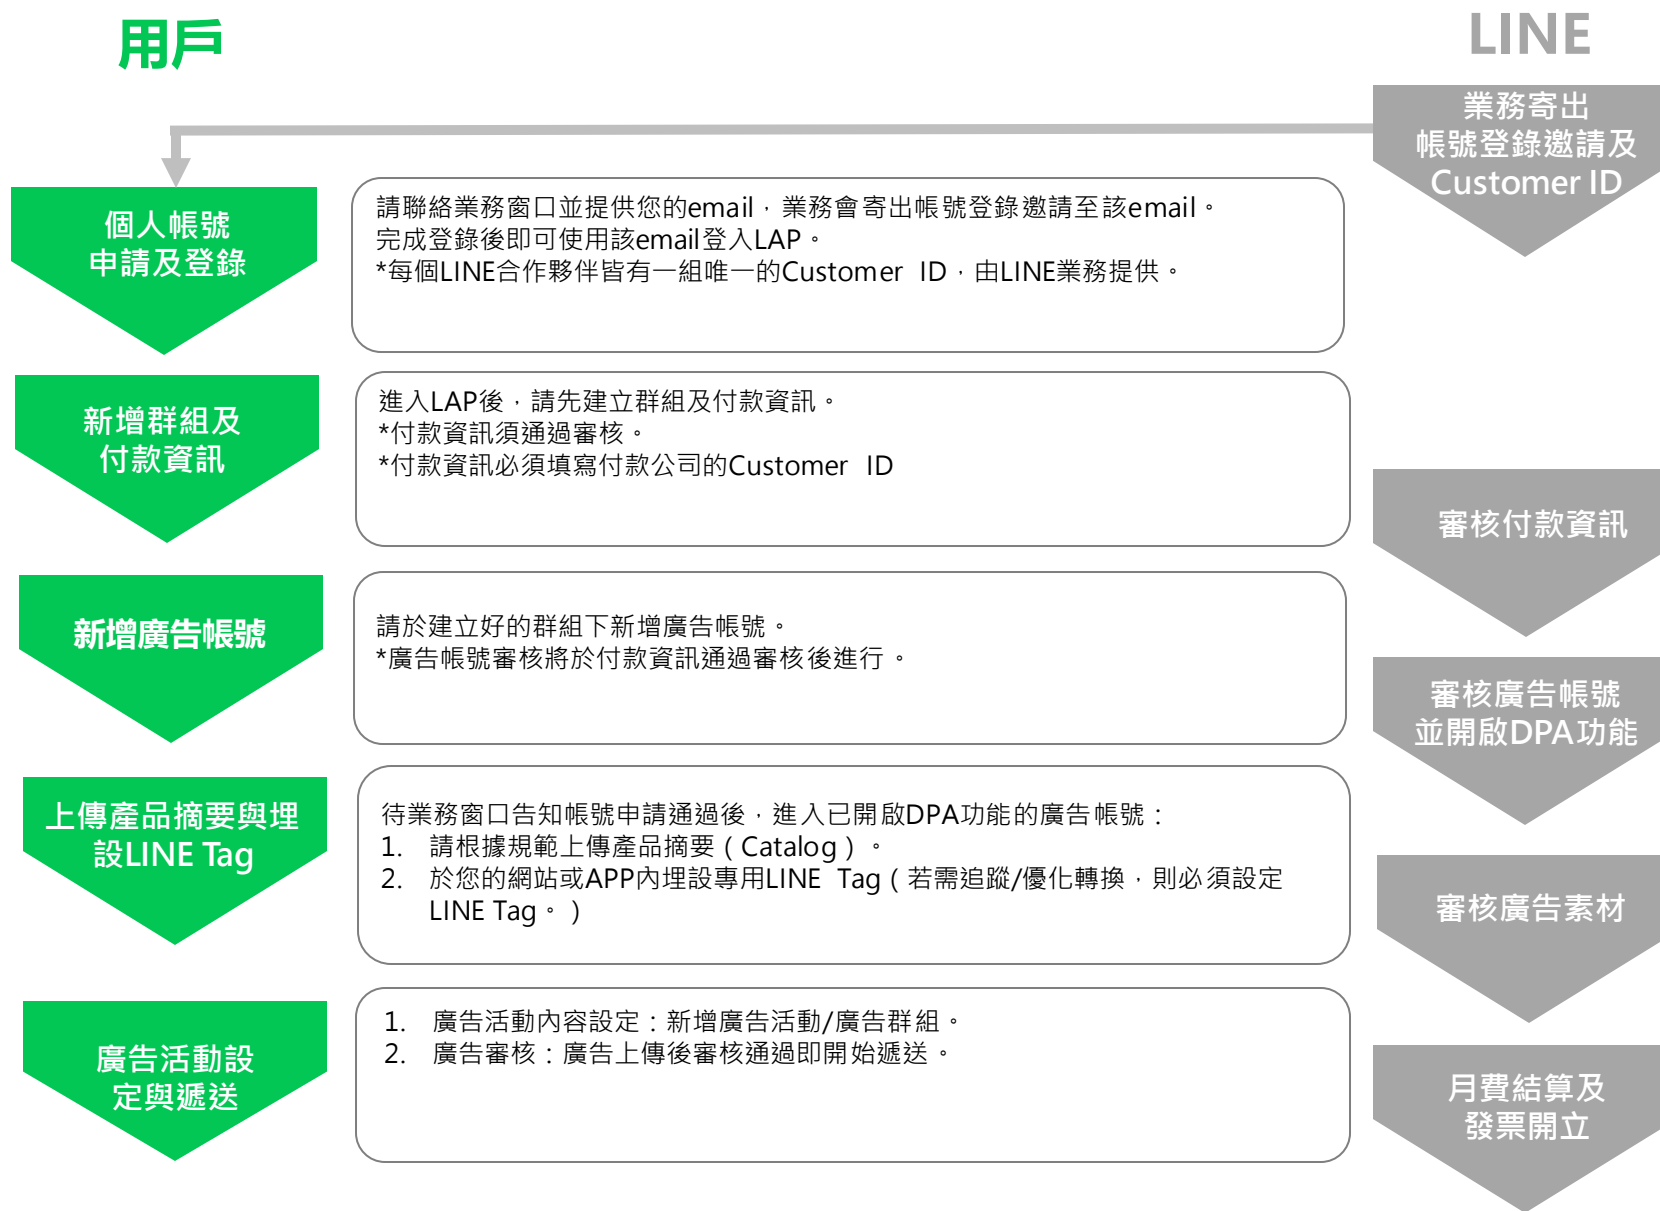 用戶
LINE
業務寄出
帳號登錄邀請及
Customer ID
個人帳號
申請及登錄
請聯絡業務窗口並提供您的email，業務會寄出帳號登錄邀請至該email。
完成登錄後即可使用該email登入LAP。
*每個LINE合作夥伴皆有一組唯一的Customer ID，由LINE業務提供。
新增群組及
付款資訊
進入LAP後，請先建立群組及付款資訊。
*付款資訊須通過審核。
*付款資訊必須填寫付款公司的Customer ID
審核付款資訊
新增廣告帳號
請於建立好的群組下新增廣告帳號。
*廣告帳號審核將於付款資訊通過審核後進行。
審核廣告帳號
並開啟DPA功能
上傳產品摘要與埋
設LINE Tag
待業務窗口告知帳號申請通過後，進入已開啟DPA功能的廣告帳號：
1. 請根據規範上傳產品摘要（Catalog）。
2. 於您的網站或APP內埋設專用LINE Tag（若需追蹤/優化轉換，則必須設定
LINE Tag。）
審核廣告素材
廣告活動設
定與遞送
1. 廣告活動內容設定：新增廣告活動/廣告群組。
2. 廣告審核：廣告上傳後審核通過即開始遞送。
月費結算及
發票開立